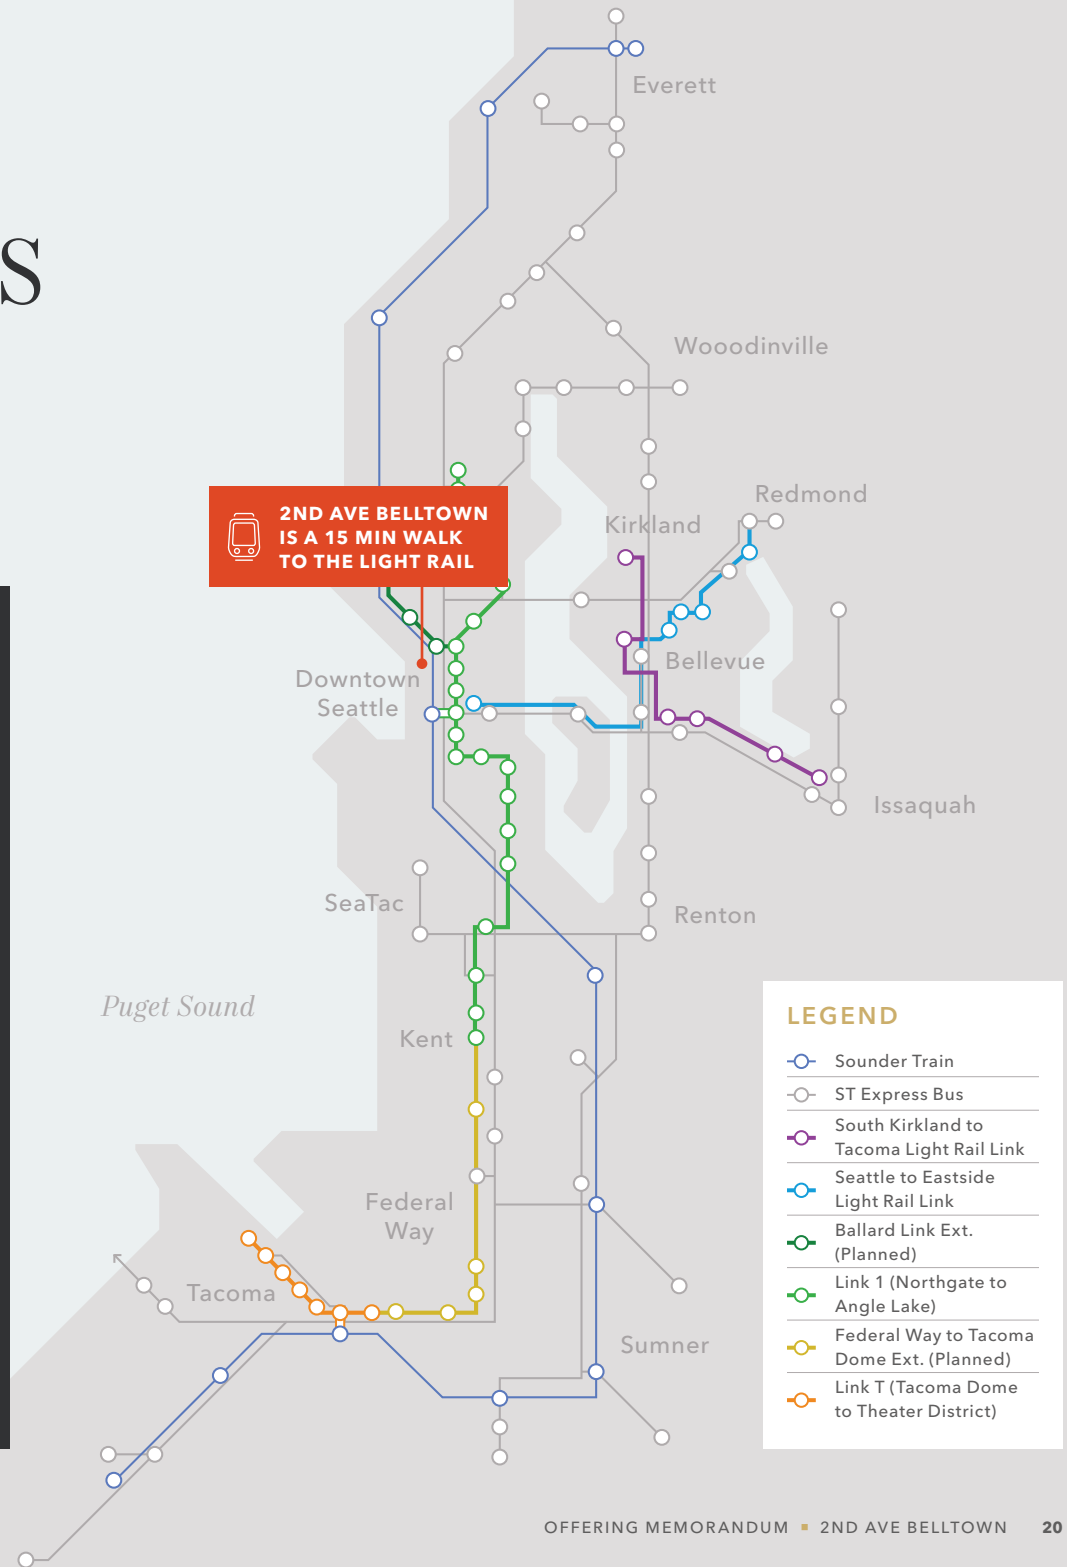 S
Everett
Wooodinville
Redmond
Kirkland
2ND AVE BELLTOWN
IS A 15 MIN WALK
TO THE LIGHT RAIL
Bellevue
Downtown
Seattle
Issaquah
SeaTac
Renton
Puget Sound
Kent
Federal
Way
Tacoma
Sumner
LEGEND
Sounder Train
ST Express Bus
South Kirkland to
Tacoma Light Rail Link
Seattle to Eastside
Light Rail Link
Ballard Link Ext.
(Planned)
Link 1 (Northgate to
Angle Lake)
Federal Way to Tacoma
Dome Ext. (Planned)
Link T (Tacoma Dome
to Theater District)
OFFERING MEMORANDUM ▪ 2ND AVE BELLTOWN 20